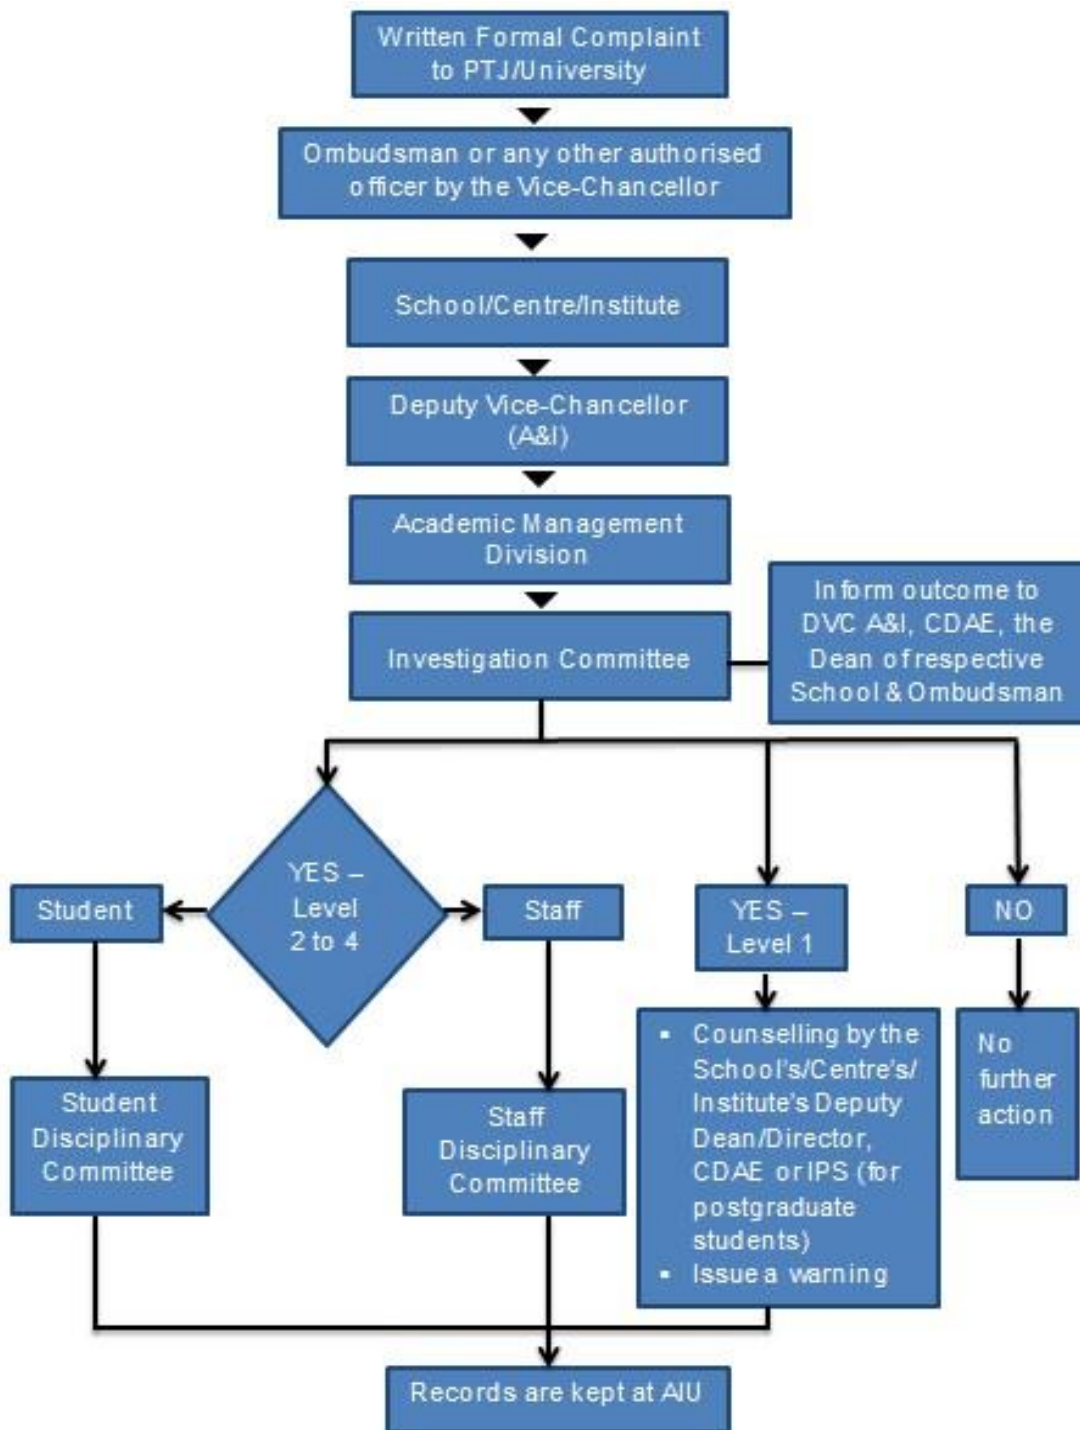 Written Formal Complaint
to PTJ/University
Ombudsman or any other authorised
officer by the Vice-Chancellor
School/Centre/Institute
Deputy Vice-Chancellor
(A&I)
Academic Management
Division
Investigation Committee
Inform outcome to
DVC A&I, CDAE, the
Dean of respective
School & Ombudsman
YES –
Level
2 to 4
Student
Staff
YES –
Level 1
NO
Student
Disciplinary
Committee
Staff
Disciplinary
Committee
▪ Counselling by the
School's/Centre's/
Institute's Deputy
Dean/Director,
CDAE or IPS (for
postgraduate
students)
▪ Issue a warning
No
further
action
Records are kept at AIU